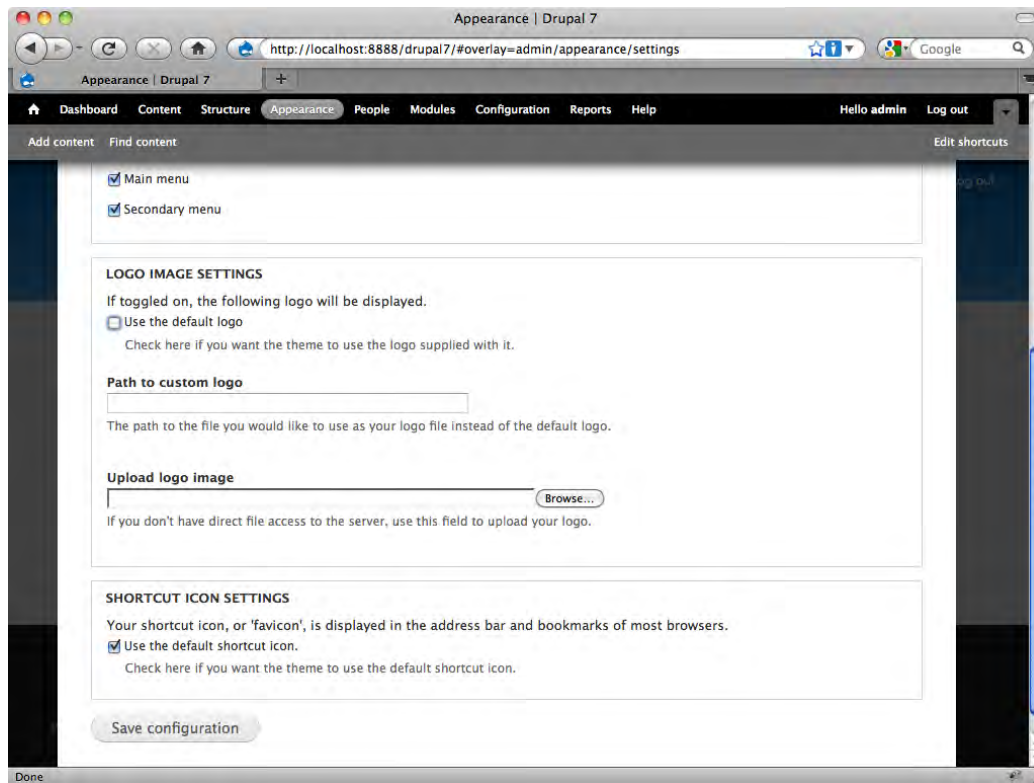 Appearance | Drupal 7
http://localhost:8888/drupal7/#overlay=admin/appearance/settings
Google
Appearance | Drupal 7
Dashboard Content Structure Appearance People Modules Configuration Reports Help Hello admin Log out
Add content Find content Edit shortcuts
Main menu
log out
Secondary menu
LOGO IMAGE SETTINGS
If toggled on, the following logo will be displayed.
Use the default logo
Check here if you want the theme to use the logo supplied with it.
Path to custom logo
The path to the file you would like to use as your logo file instead of the default logo.
Upload logo image
Browse...
If you don't have direct file access to the server, use this field to upload your logo.
SHORTCUT ICON SETTINGS
Your shortcut icon, or 'favicon', is displayed in the address bar and bookmarks of most browsers.
Use the default shortcut icon.
Check here if you want the theme to use the default shortcut icon.
Save configuration
Done